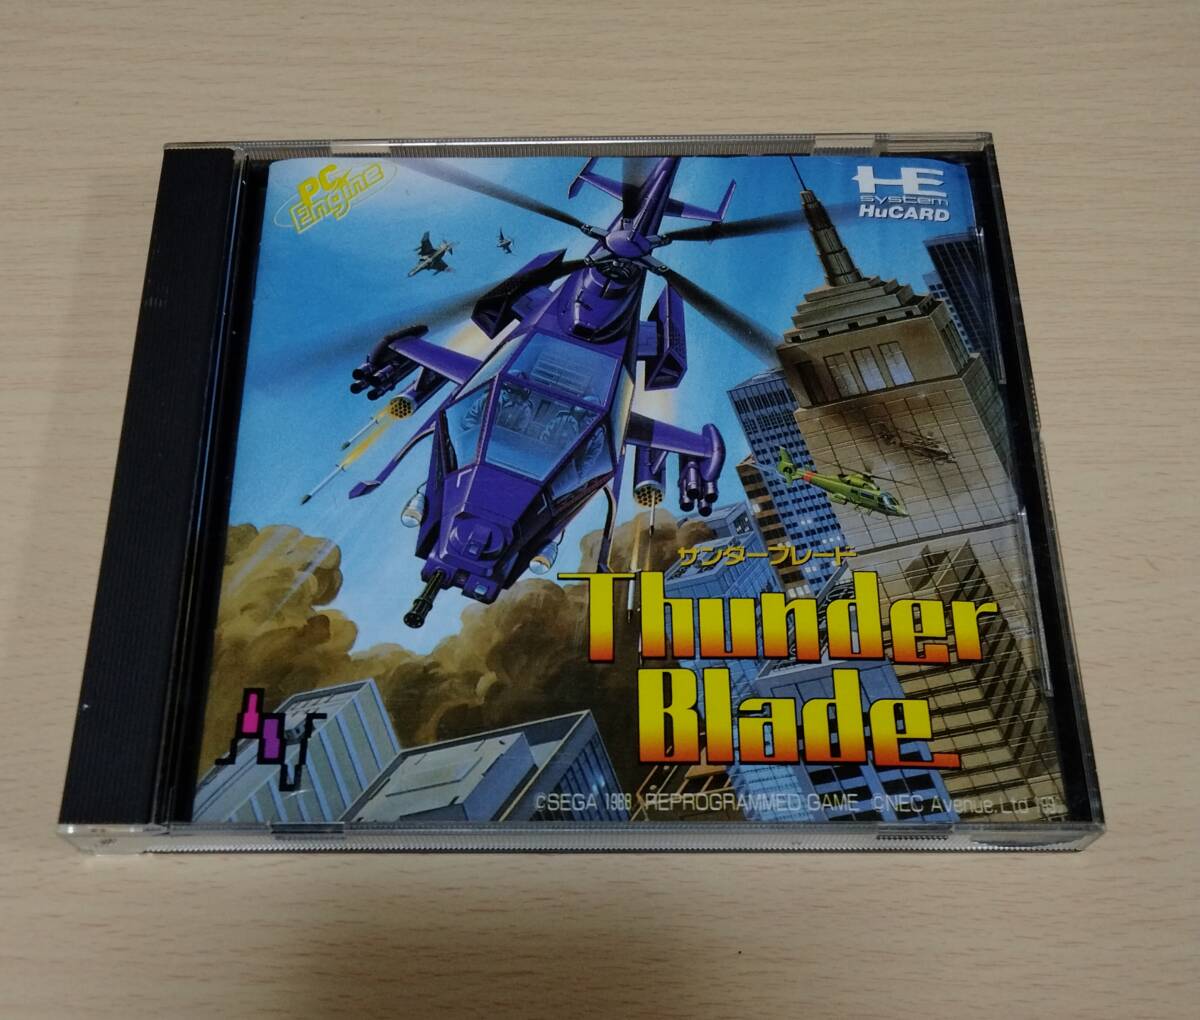 PC Engine
HE
system
HuCARD
サンダーブレード
Thunder
Blade
©SEGA 1988 REPROGRAMMED GAME ©NEC Avenue, Ltd.